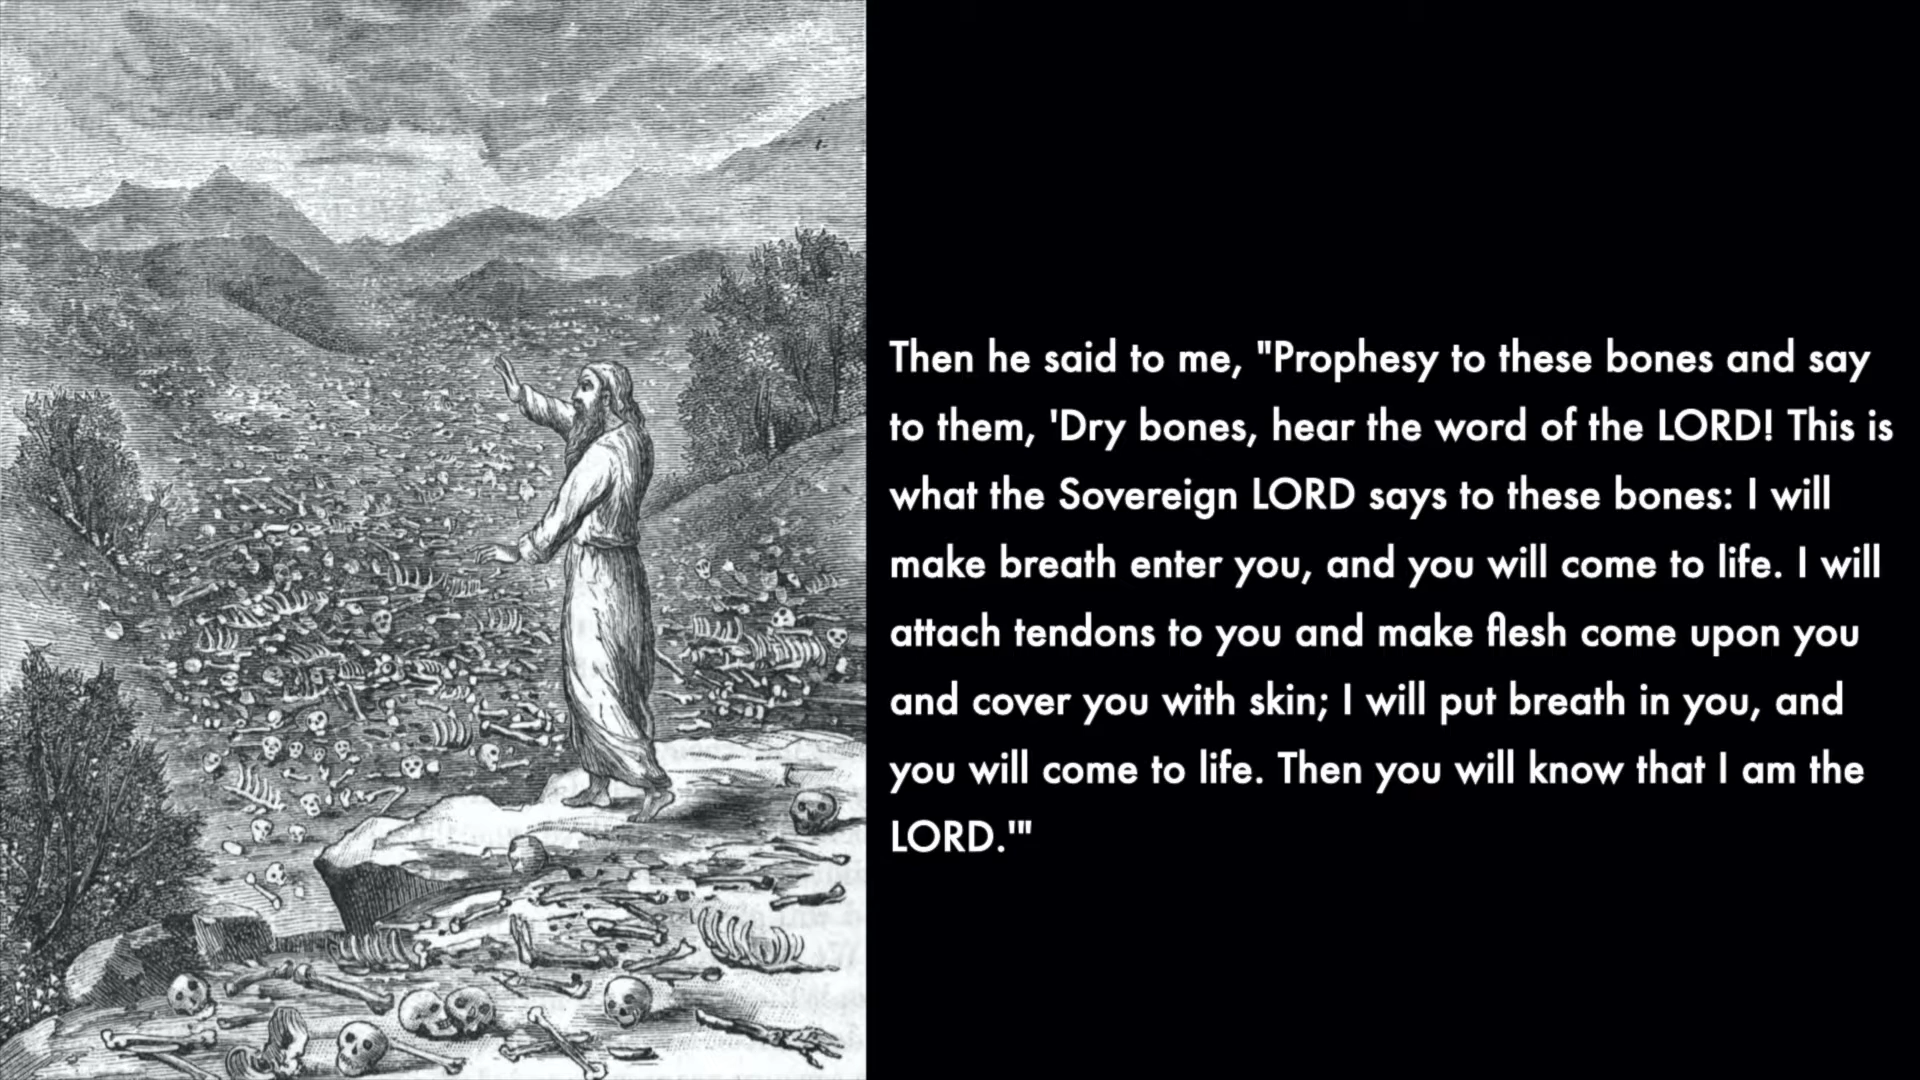 Then he said to me, "Prophesy to these bones and say
to them, 'Dry bones, hear the word of the LORD! This is
what the Sovereign LORD says to these bones: I will
make breath enter you, and you will come to life. I will
attach tendons to you and make flesh come upon you
and cover you with skin; I will put breath in you, and
you will come to life. Then you will know that I am the
LORD.'"